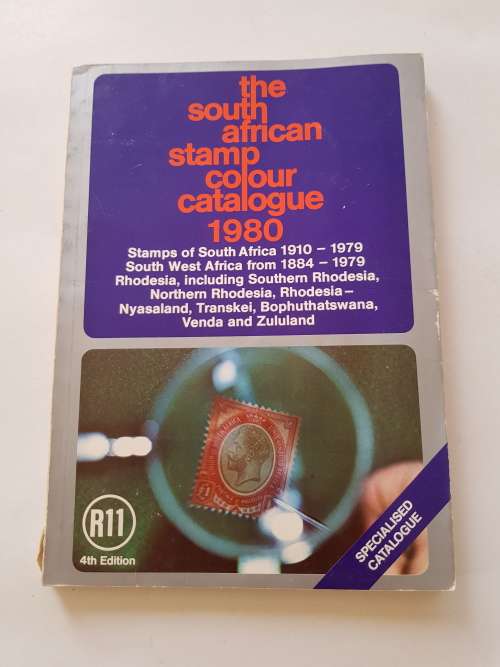 the
south
african
stamp
colour
catalogue
1980
Stamps of South Africa 1910 – 1979
South West Africa from 1884 – 1979
Rhodesia, including Southern Rhodesia,
Northern Rhodesia, Rhodesia –
Nyasaland, Transkei, Bophuthatswana,
Venda and Zululand
R11
4th Edition
SPECIALISED
CATALOGUE